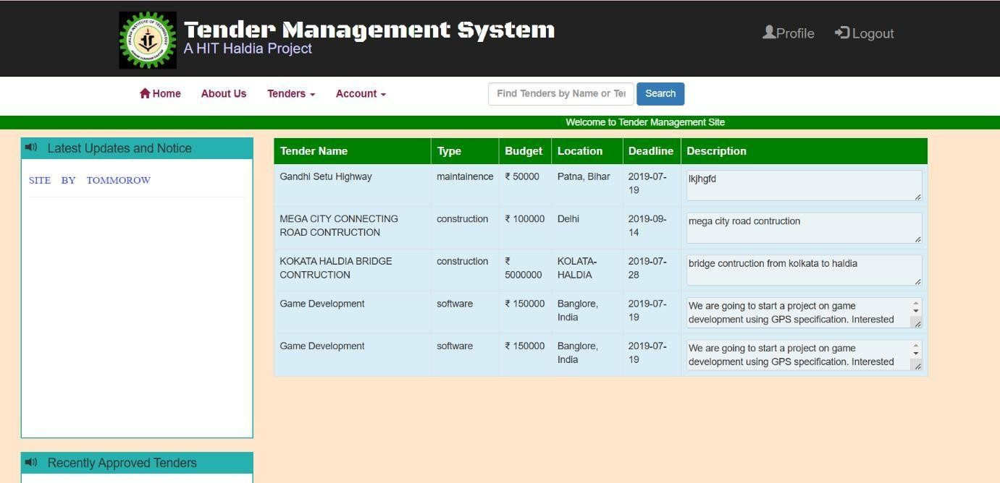 HALDIA INSTITUTE OF TECHNOLOGY
Tender Management System
A HIT Haldia Project
Profile
Logout
Home
About Us
Tenders
Account
Find Tenders by Name or Ter
Search
Welcome to Tender Management Site
Latest Updates and Notice
SITE BY TOMMOROW
Tender Name Type Budget Location Deadline Description
Gandhi Setu Highway maintainence ₹ 50000 Patna, Bihar 2019-07-
19
lkjhgfd
MEGA CITY CONNECTING
ROAD CONTRUCTION
construction ₹ 100000 Delhi 2019-09-
14
mega city road contruction
KOKATA HALDIA BRIDGE
CONTRUCTION
construction ₹
5000000
KOLATA-
HALDIA
2019-07-
28
bridge contruction from kolkata to haldia
Game Development software ₹ 150000 Banglore,
India
2019-07-
19
We are going to start a project on game
development using GPS specification. Interested
Game Development software ₹ 150000 Banglore,
India
2019-07-
19
We are going to start a project on game
development using GPS specification. Interested
Recently Approved Tenders